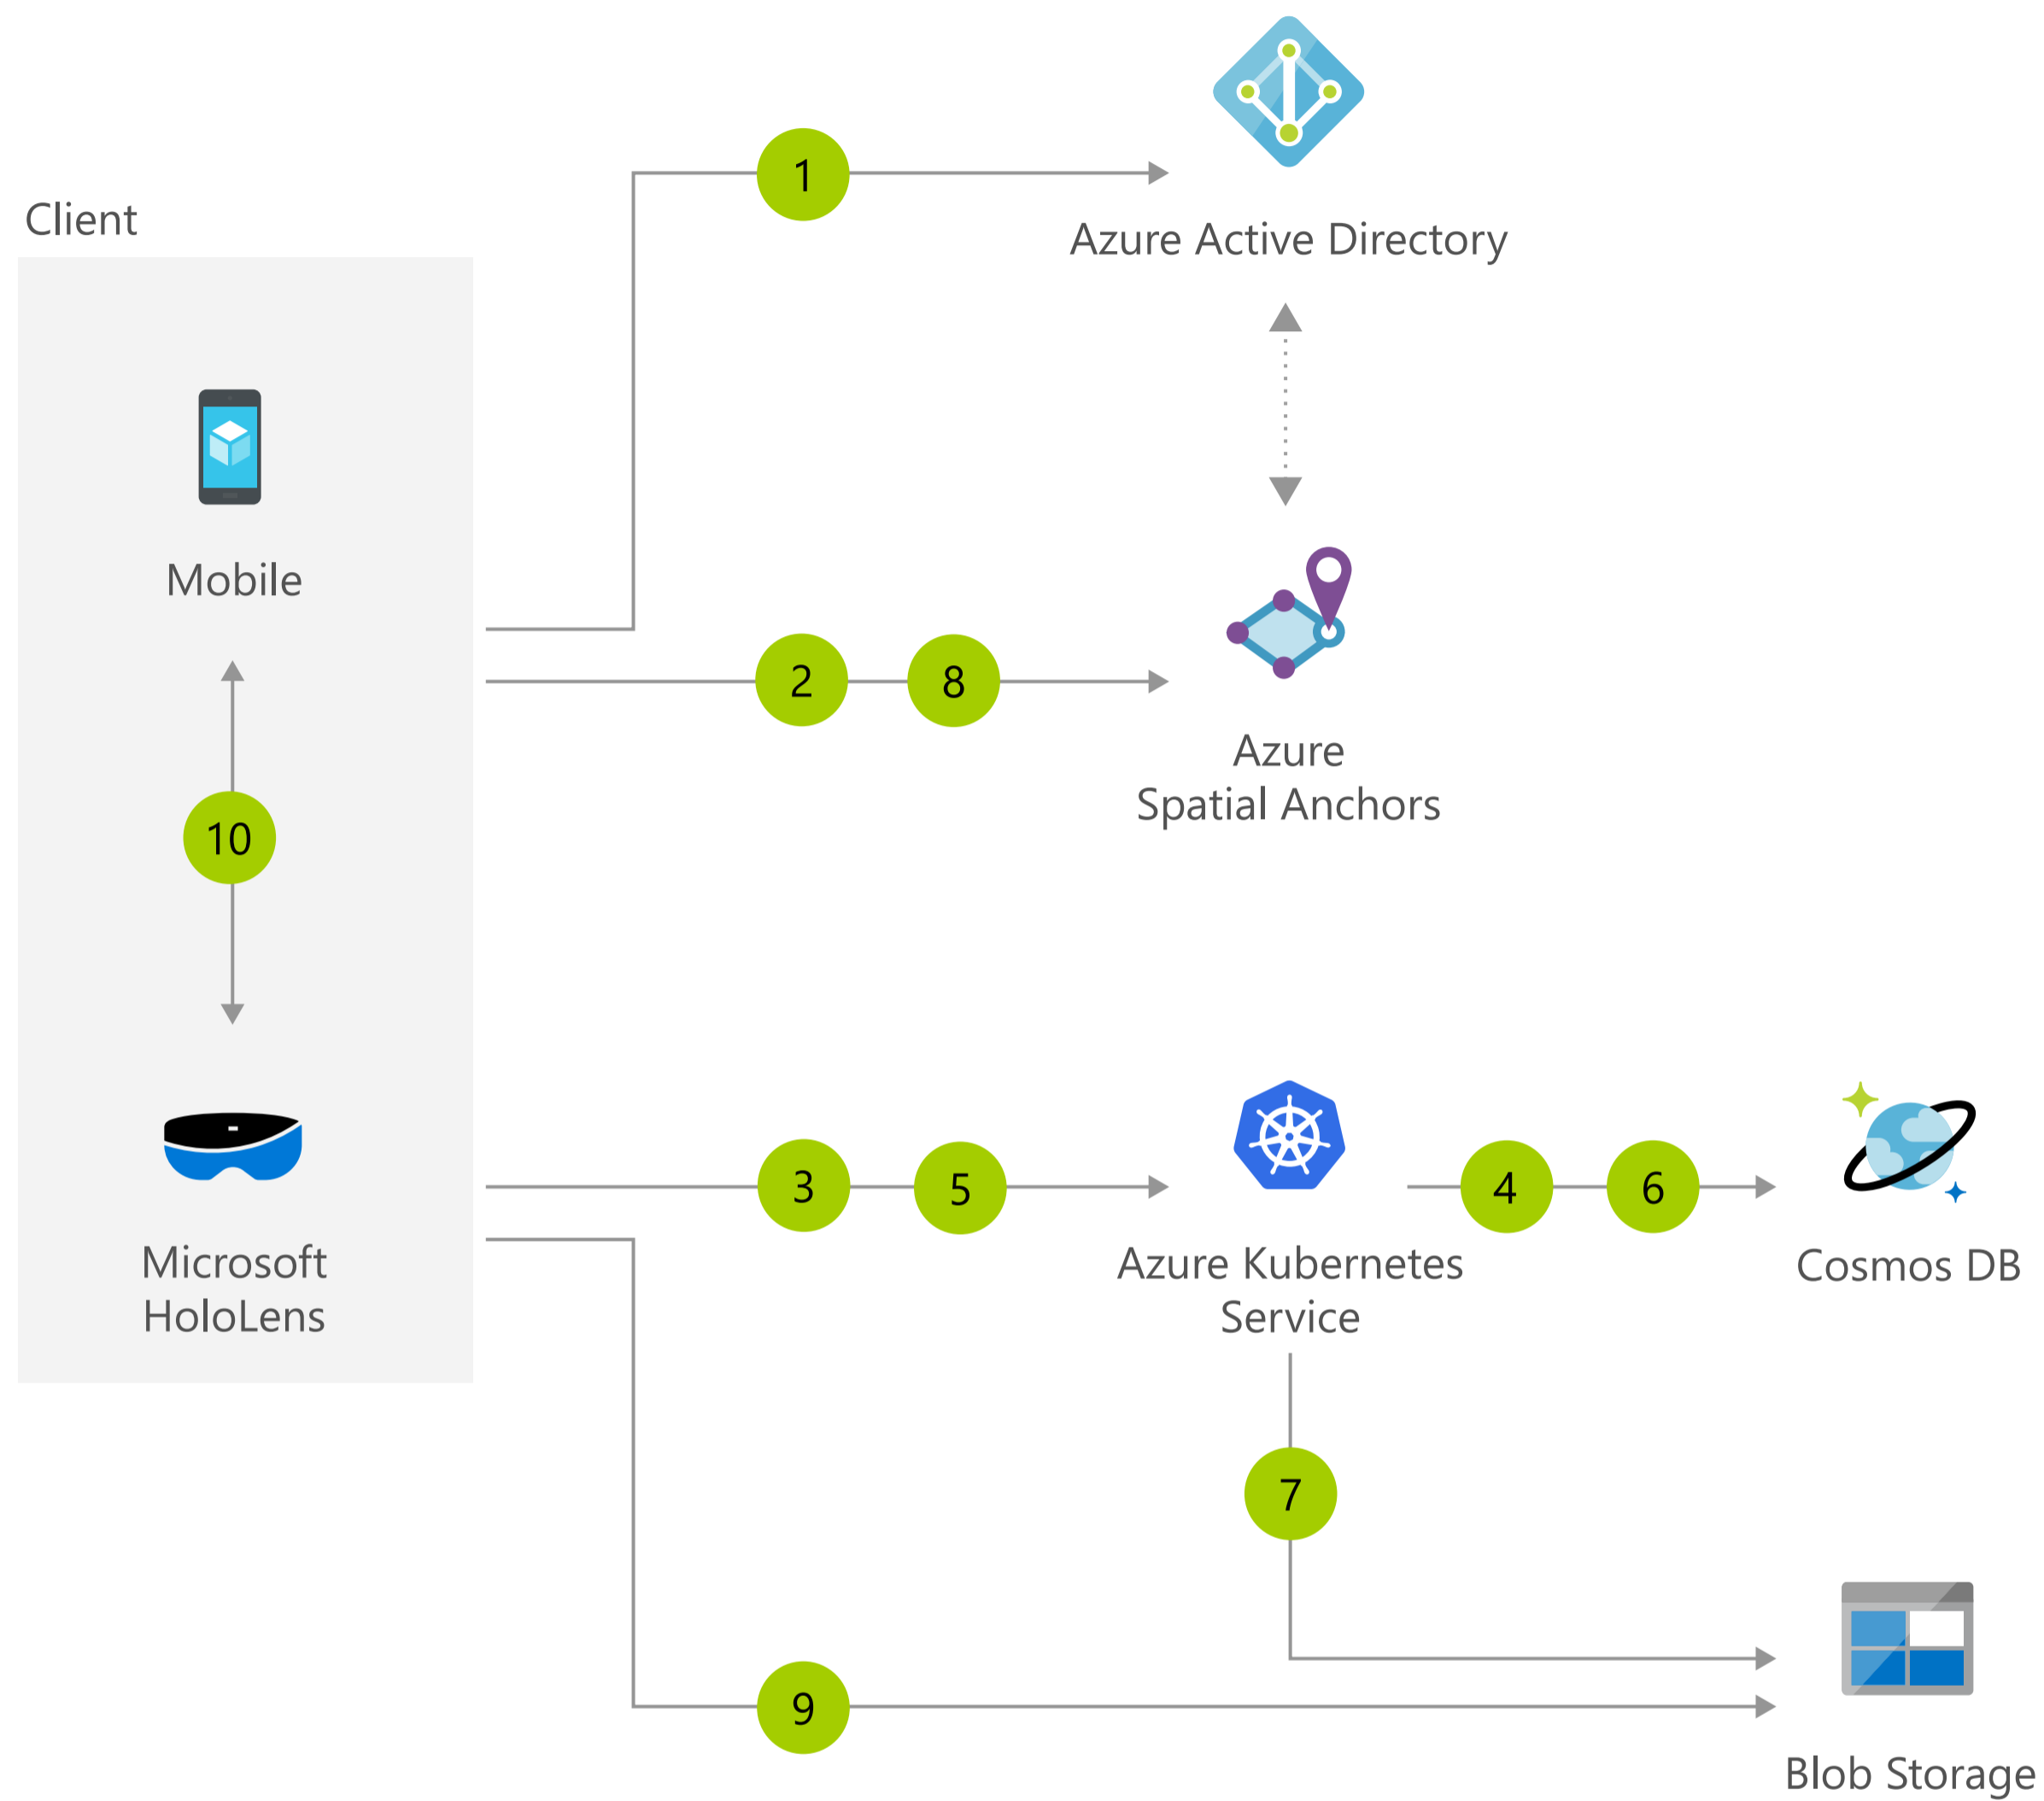 1
Azure Active Directory
Client
Mobile
2
8
Azure
Spatial Anchors
10
3
5
4
6
Microsoft
HoloLens
Azure Kubernetes
Service
Cosmos DB
7
9
Blob Storage